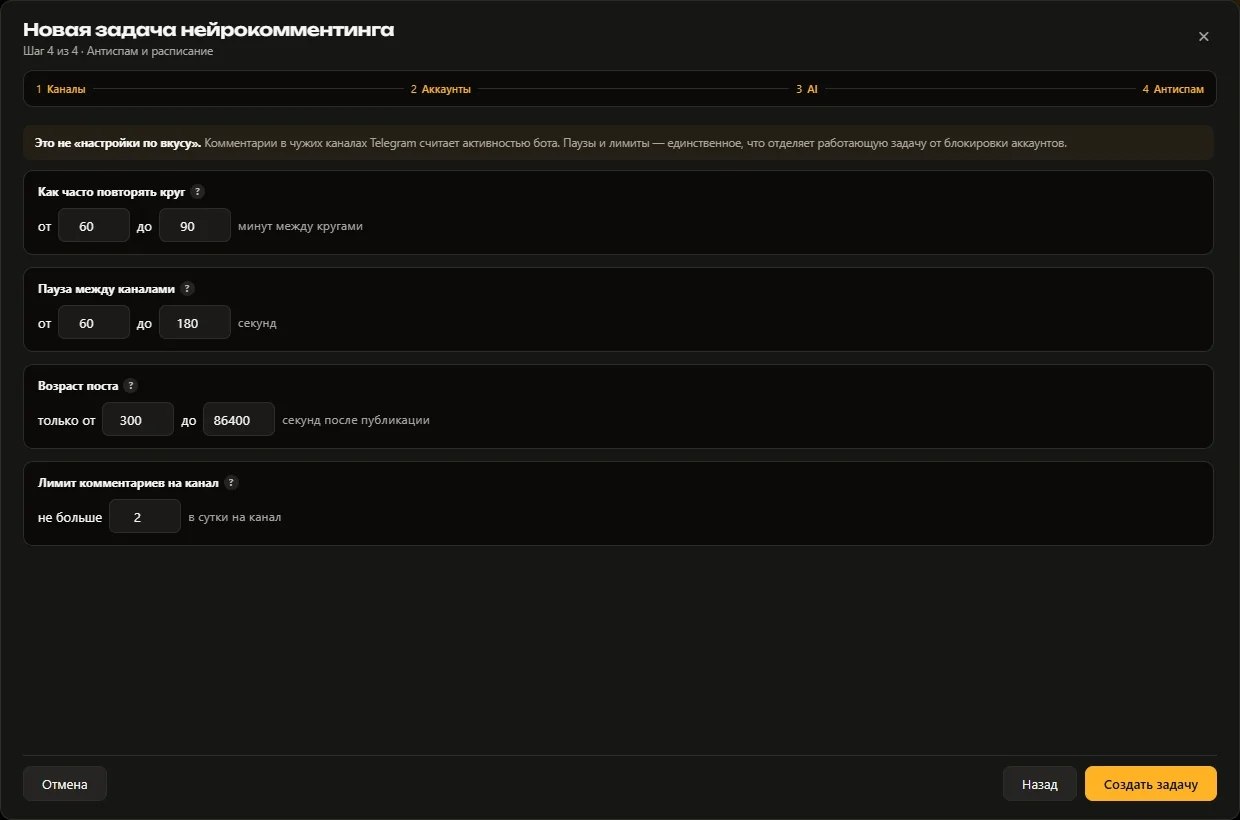 Новая задача нейрокомментинга
Шаг 4 из 4 · Антиспам и расписание
1 Каналы 2 Аккаунты 3 AI 4 Антиспам
Это не «настройки по вкусу». Комментарии в чужих каналах Telegram считает активностью бота. Паузы и лимиты — единственное, что отделяет работающую задачу от блокировки аккаунтов.
Как часто повторять круг ?
от 60 до 90 минут между кругами
Пауза между каналами ?
от 60 до 180 секунд
Возраст поста ?
только от 300 до 86400 секунд после публикации
Лимит комментариев на канал ?
не больше 2 в сутки на канал
Отмена Назад Создать задачу